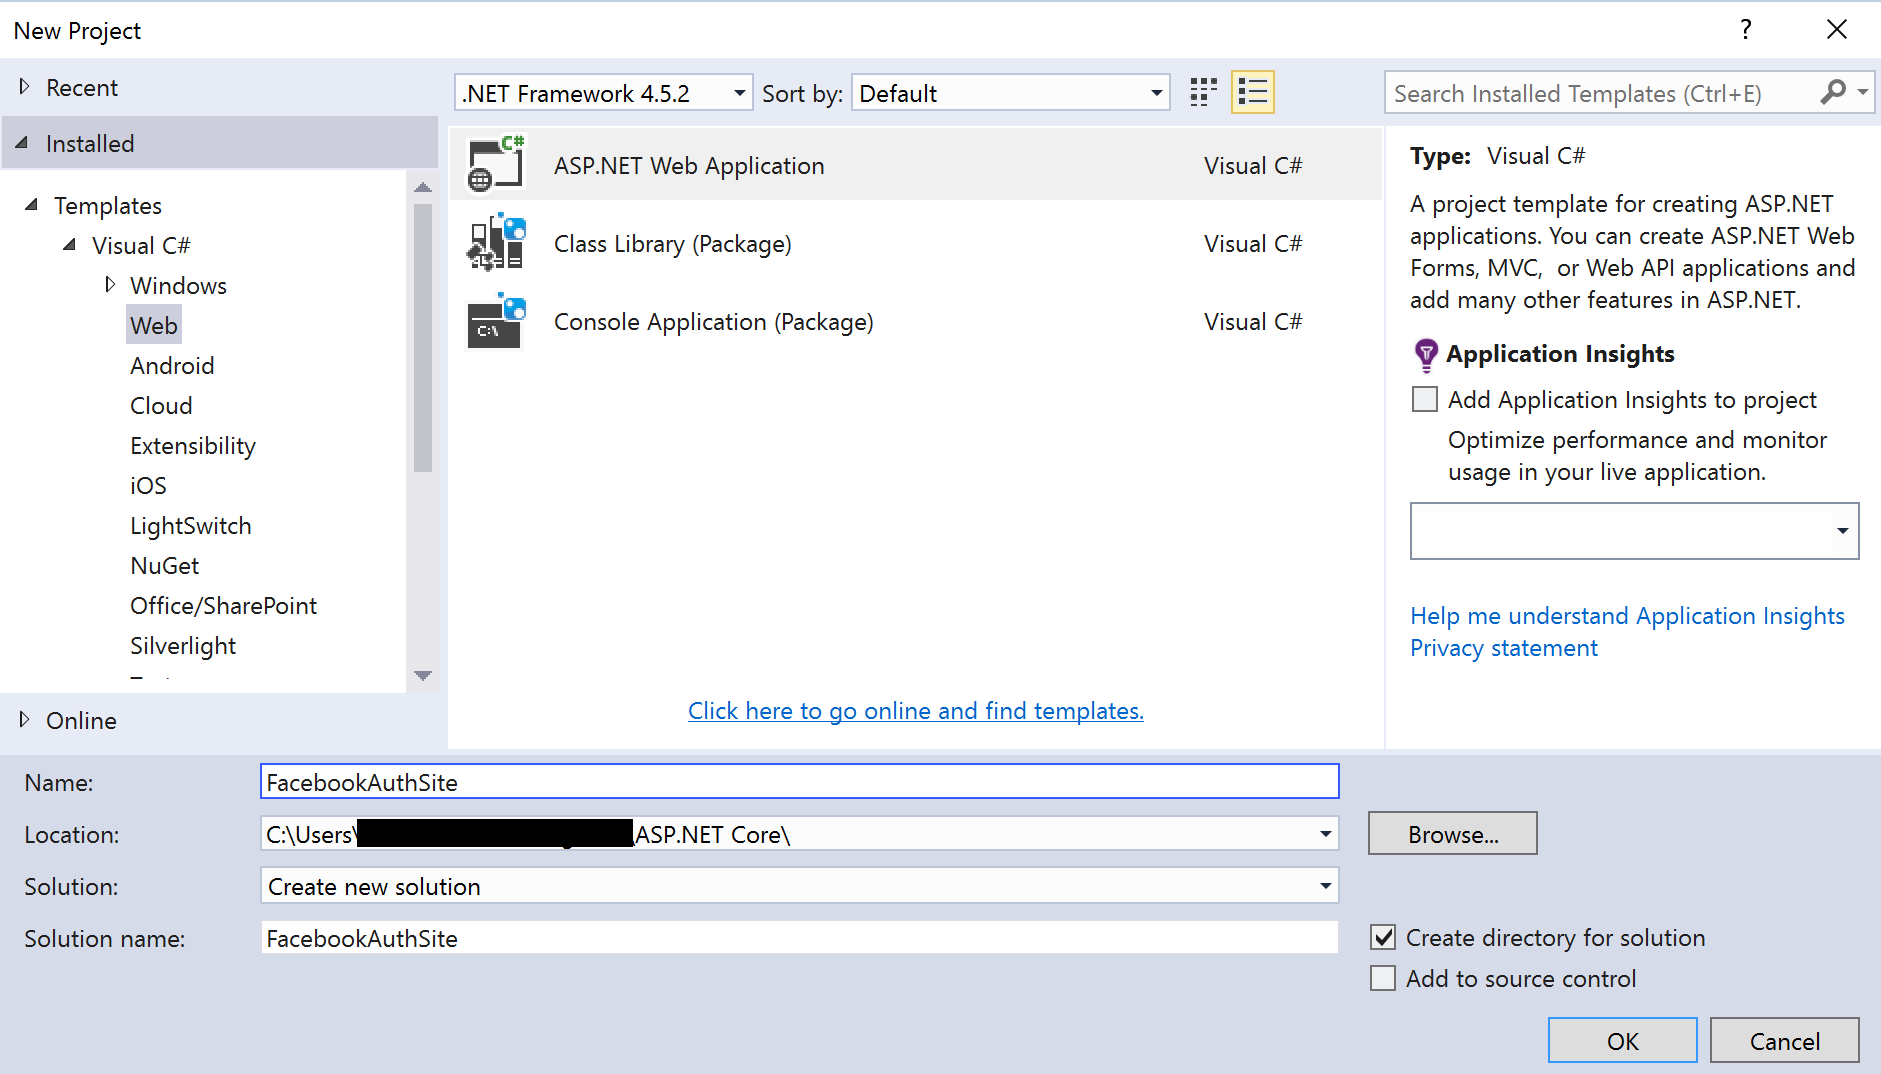 New Project
?
Recent
.NET Framework 4.5.2
Sort by:
Default
Search Installed Templates (Ctrl+E)
Installed
Templates
Visual C#
Windows
Web
Android
Cloud
Extensibility
iOS
LightSwitch
NuGet
Office/SharePoint
Silverlight
Online
C#
ASP.NET Web Application Visual C#
Class Library (Package) Visual C#
C:\
Console Application (Package) Visual C#
Click here to go online and find templates.
Type: Visual C#
A project template for creating ASP.NET
applications. You can create ASP.NET Web
Forms, MVC, or Web API applications and
add many other features in ASP.NET.
Application Insights
Add Application Insights to project
Optimize performance and monitor
usage in your live application.
Help me understand Application Insights
Privacy statement
Name: FacebookAuthSite
Location: C:\Users\ \ASP.NET Core\
Browse...
Solution: Create new solution
Solution name: FacebookAuthSite
Create directory for solution
Add to source control
OK
Cancel